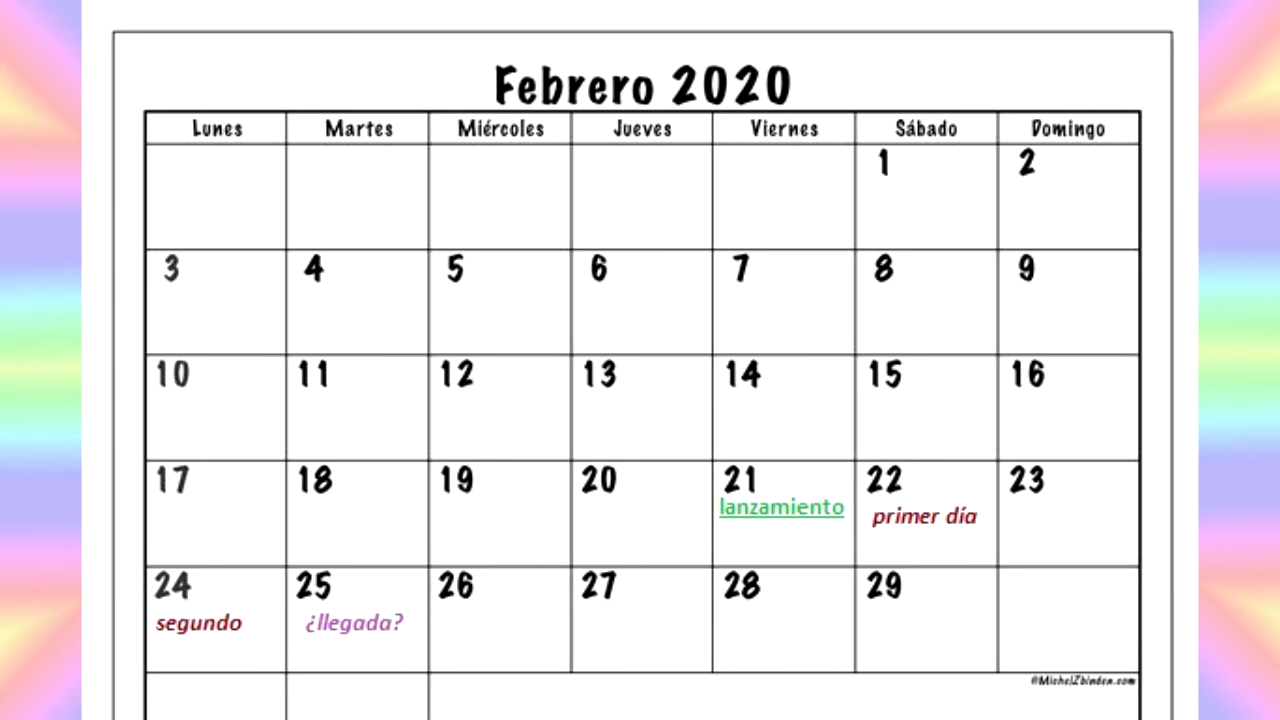 Febrero 2020
Lunes Martes Miércoles Jueves Viernes Sábado Domingo
1 2
3 4 5 6 7 8 9
10 11 12 13 14 15 16
17 18 19 20 21 22 23
lanzamiento primer día
24 25 26 27 28 29
segundo ¿llegada?
©MichelZbinden.com